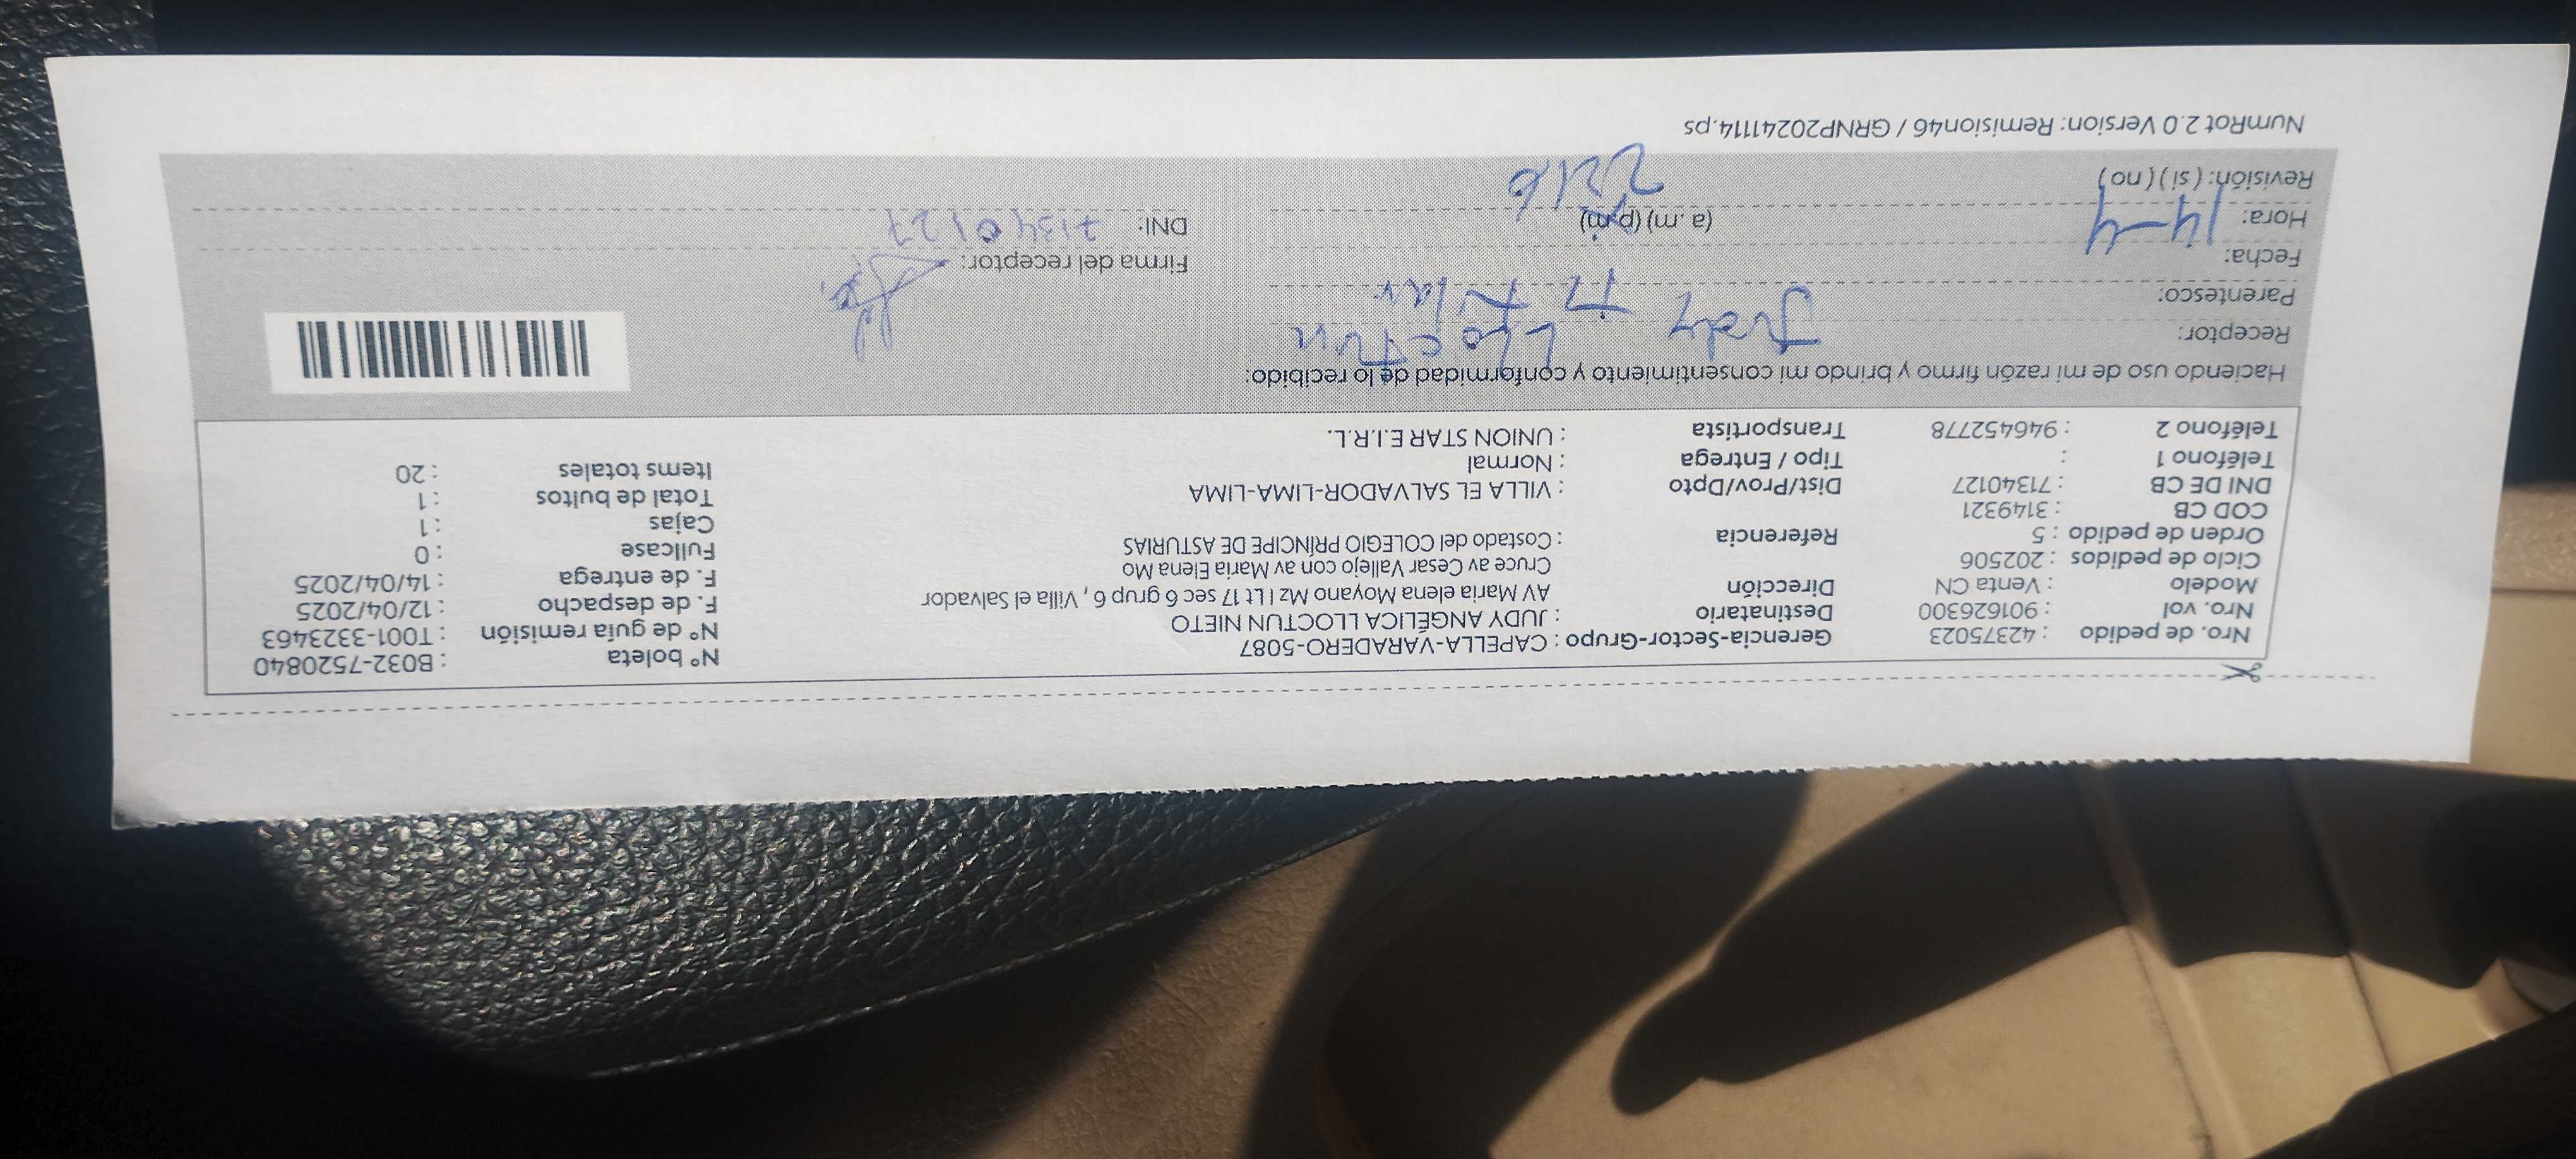 Nro. de pedido : 42375023 Gerencia-Sector-Grupo : CAPELLA-VARADERO-5087 N° boleta : B032-7520840
Nro. vol : 901626300 Destinatario : JUDY ANGÉLICA LLOCTUN NIETO N° de guía remisión : T001-3323463
Modelo : Venta CN Dirección AV Maria elena Moyano Mz I Lt 17 sec 6 grup 6 , Villa el Salvador F. de despacho : 12/04/2025
Ciclo de pedidos : 202506 Cruce av Cesar Vallejo con av Maria Elena Mo F. de entrega : 14/04/2025
Orden de pedido : 5 Referencia : Costado del COLEGIO PRÍNCIPE DE ASTURIAS Fullcase : 0
COD CB : 3149321 Cajas : 1
DNI DE CB : 71340127 Dist/Prov/Dpto : VILLA EL SALVADOR-LIMA-LIMA Total de bultos : 1
Teléfono 1 : Tipo / Entrega : Normal Items totales : 20
Teléfono 2 : 946452778 Transportista : UNION STAR E.I.R.L.
Haciendo uso de mi razón firmo y brindo mi consentimiento y conformidad de lo recibido:
Receptor: Judy Lloctun
Parentesco: Titular
Fecha: 14-4 Firma del receptor:
Hora: (a.m) (p.m) DNI: 71340127
Revisión: (si) (no)
NumRot 2.0 Version: Remision46 / GRNP20241114.ps